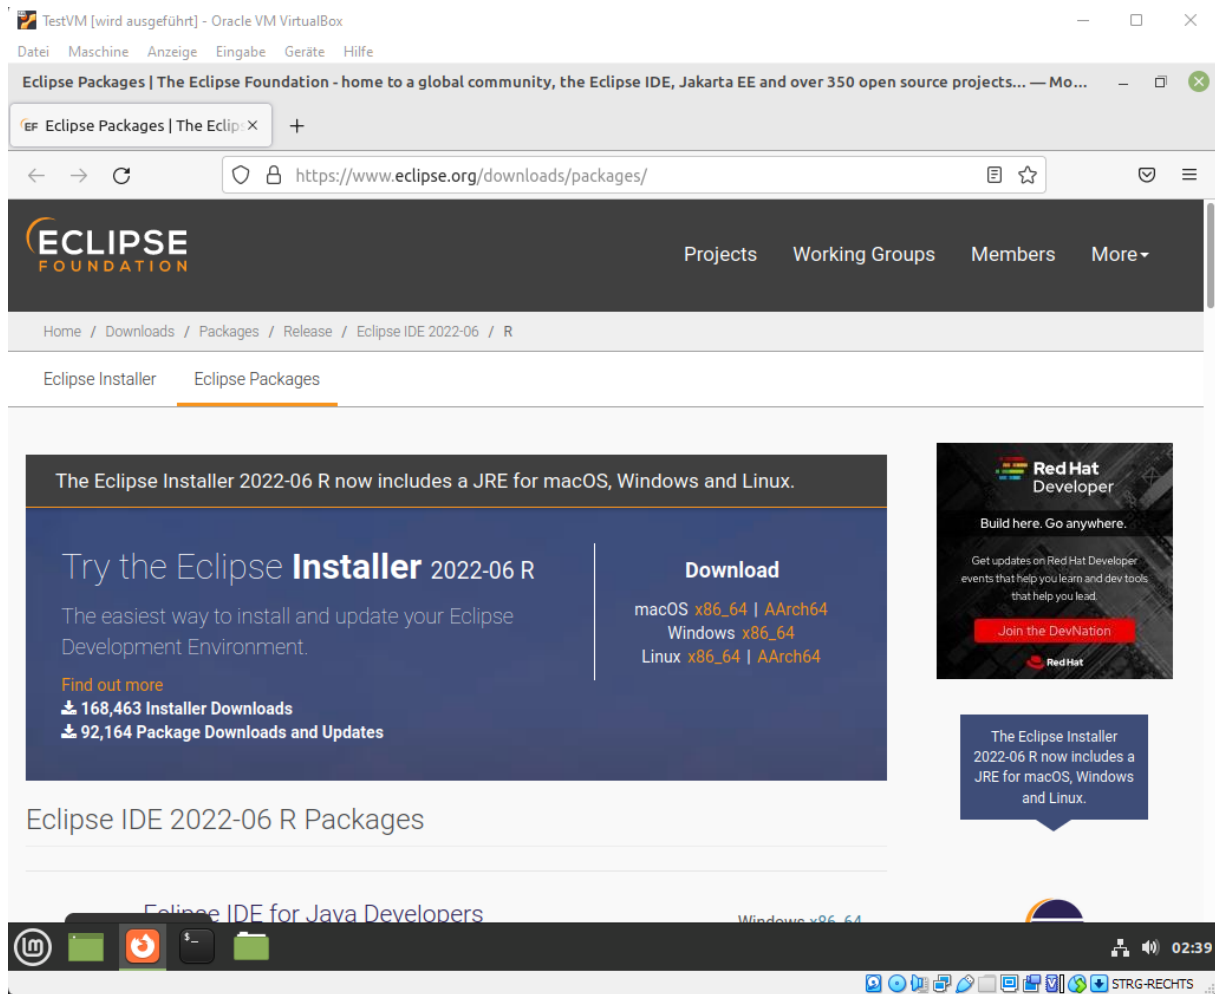 TestVM [wird ausgeführt] - Oracle VM VirtualBox
Datei Maschine Anzeige Eingabe Geräte Hilfe
Eclipse Packages | The Eclipse Foundation - home to a global community, the Eclipse IDE, Jakarta EE and over 350 open source projects... — Mo...
EF Eclipse Packages | The Eclips
https://www.eclipse.org/downloads/packages/
ECLIPSE
FOUNDATION
Projects Working Groups Members More
Home / Downloads / Packages / Release / Eclipse IDE 2022-06 / R
Eclipse Installer Eclipse Packages
The Eclipse Installer 2022-06 R now includes a JRE for macOS, Windows and Linux.
Try the Eclipse Installer 2022-06 R
The easiest way to install and update your Eclipse
Development Environment.
Find out more
168,463 Installer Downloads
92,164 Package Downloads and Updates
Download
macOS x86_64 | AArch64
Windows x86_64
Linux x86_64 | AArch64
Red Hat
Developer
Build here. Go anywhere.
Get updates on Red Hat Developer
events that help you learn and dev tools
that help you lead.
Join the DevNation
Red Hat
The Eclipse Installer
2022-06 R now includes a
JRE for macOS, Windows
and Linux.
Eclipse IDE 2022-06 R Packages
Eclipse IDE for Java Developers
Windows x86_64
$_
02:39
STRG-RECHTS